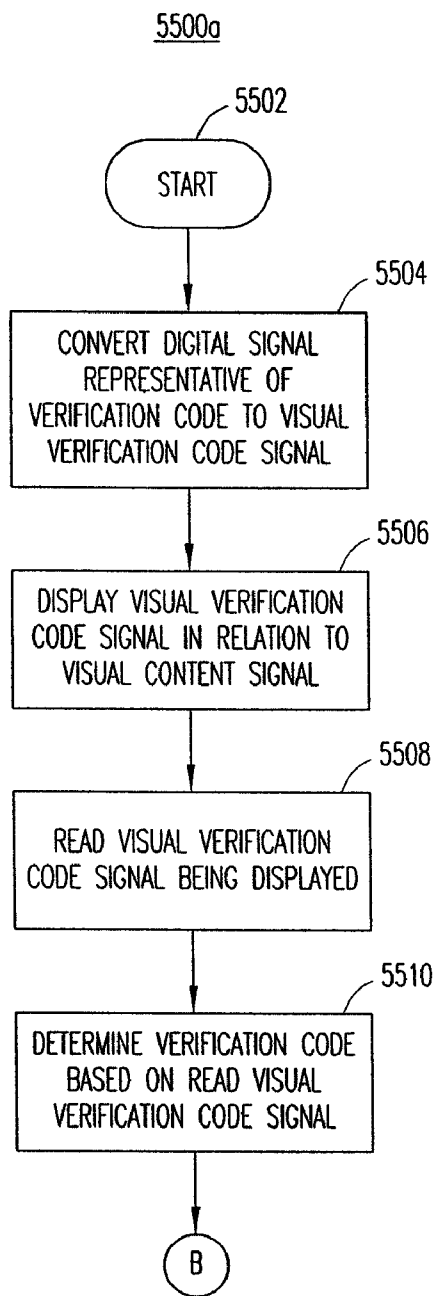 5500a
5502
START
5504
CONVERT DIGITAL SIGNAL
REPRESENTATIVE OF
VERIFICATION CODE TO VISUAL
VERIFICATION CODE SIGNAL
5506
DISPLAY VISUAL VERIFICATION
CODE SIGNAL IN RELATION TO
VISUAL CONTENT SIGNAL
5508
READ VISUAL VERIFICATION
CODE SIGNAL BEING DISPLAYED
5510
DETERMINE VERIFICATION CODE
BASED ON READ VISUAL
VERIFICATION CODE SIGNAL
B